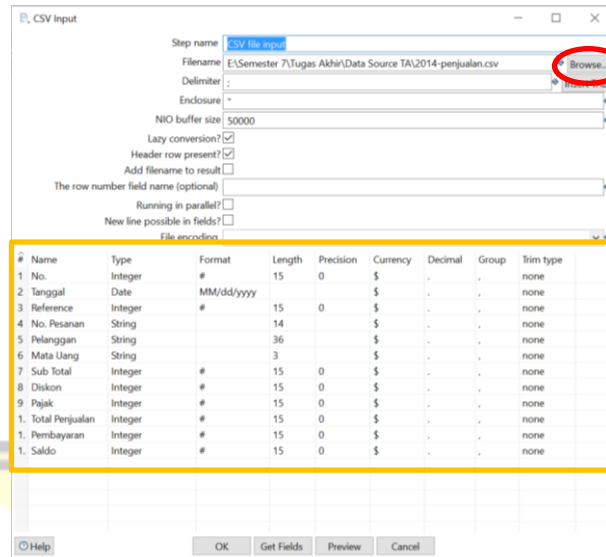 CSV Input
Step name CSV file input
Filename E:\Semester 7\Tugas Akhir\Data Source TA\2014-penjualan.csv Browse...
Delimiter ;
Enclosure "
NIO buffer size 50000
Lazy conversion?
Header row present?
Add filename to result
The row number field name (optional)
Running in parallel?
New line possible in fields?
File encoding
# Name Type Format Length Precision Currency Decimal Group Trim type
1 No. Integer # 15 0 $ . , none
2 Tanggal Date MM/dd/yyyy $ . , none
3 Reference Integer # 15 0 $ . , none
4 No. Pesanan String 14 $ . , none
5 Pelanggan String 36 $ . , none
6 Mata Uang String 3 $ . , none
7 Sub Total Integer # 15 0 $ . , none
8 Diskon Integer # 15 0 $ . , none
9 Pajak Integer # 15 0 $ . , none
1. Total Penjualan Integer # 15 0 $ . , none
1. Pembayaran Integer # 15 0 $ . , none
1. Saldo Integer # 15 0 $ . , none
Help OK Get Fields Preview Cancel